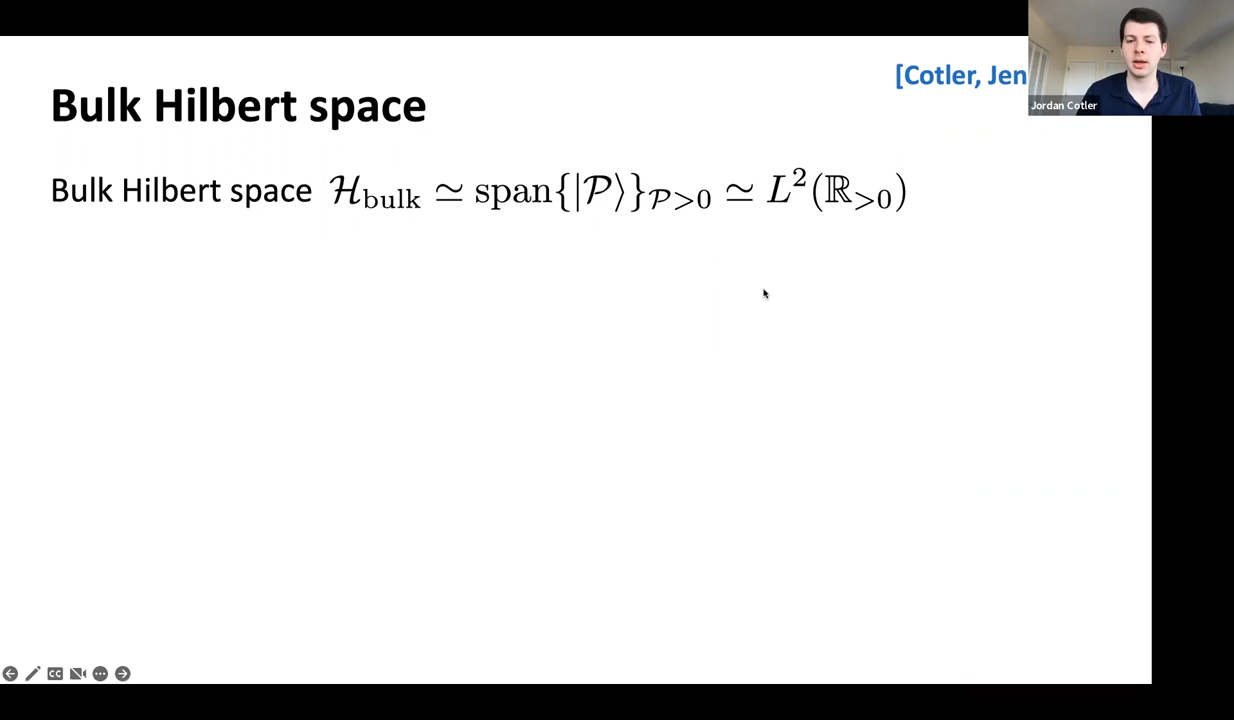 [Cotler, Jen
Jordan Cotler
Bulk Hilbert space
Bulk Hilbert space $\mathcal{H}_{\text{bulk}} \simeq \text{span}\{|\mathcal{P}\rangle\}_{\mathcal{P}>0} \simeq L^2(\mathbb{R}_{>0})$
CC